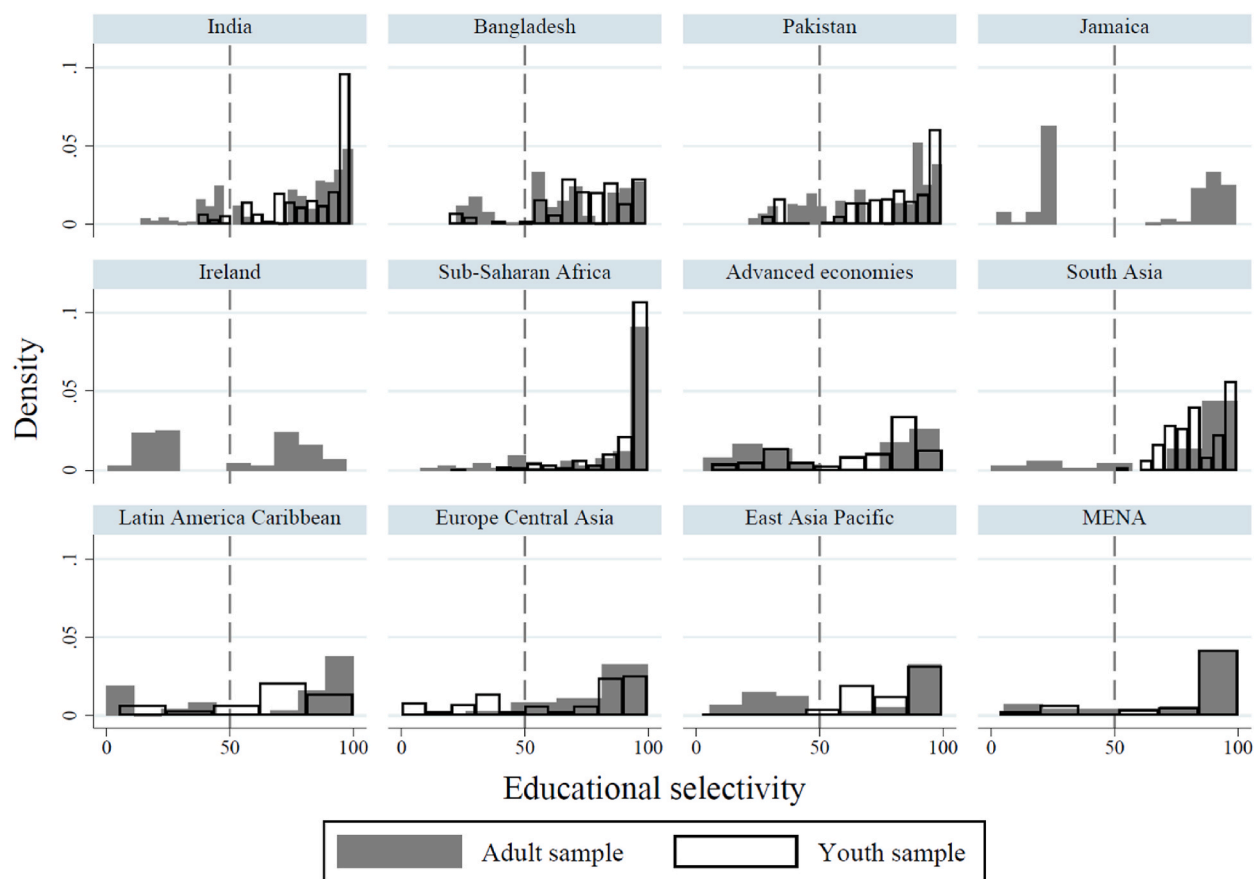 India Bangladesh Pakistan Jamaica
.1
.05
0
Ireland Sub-Saharan Africa Advanced economies South Asia
.1
.05
0
Density
Latin America Caribbean Europe Central Asia East Asia Pacific MENA
.1
.05
0
0 50 100 0 50 100 0 50 100 0 50 100
Educational selectivity
Adult sample Youth sample